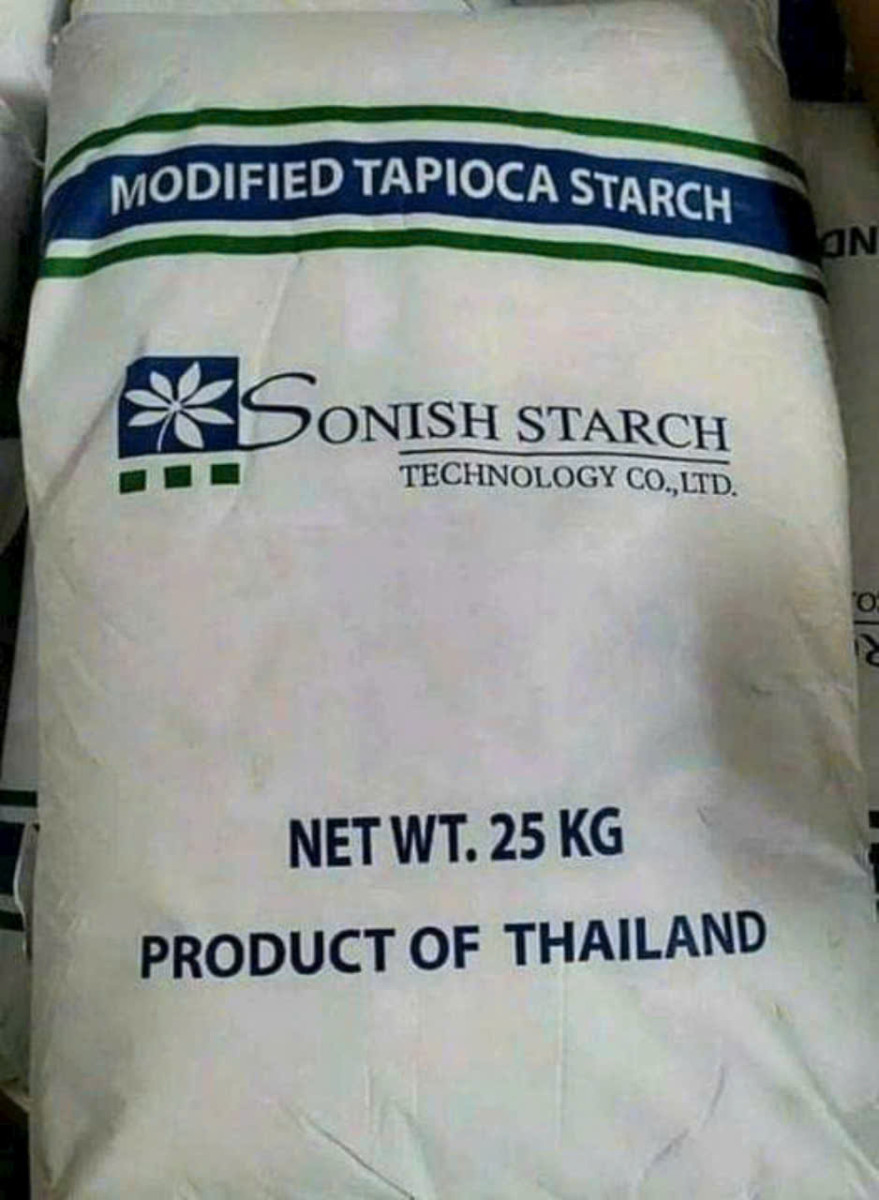 MODIFIED TAPIOCA STARCH
SONISH STARCH
TECHNOLOGY CO.,LTD.
NET WT. 25 KG
PRODUCT OF THAILAND